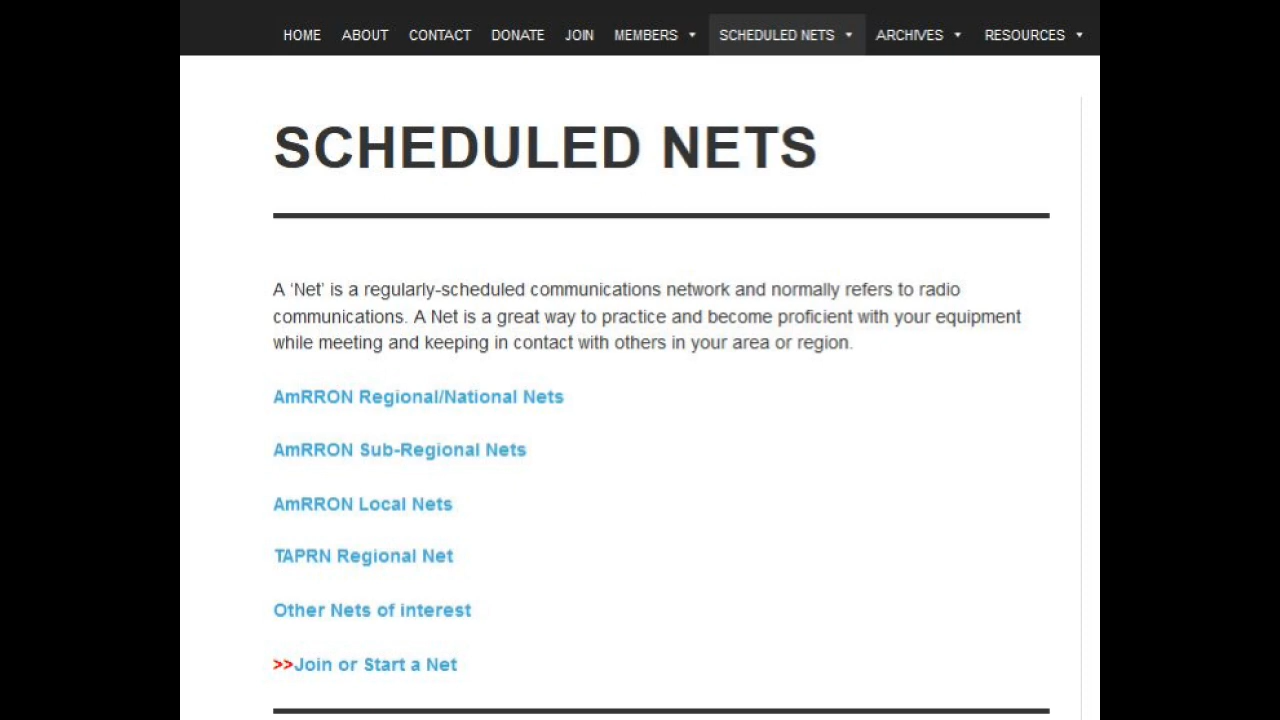 HOME ABOUT CONTACT DONATE JOIN MEMBERS SCHEDULED NETS ARCHIVES RESOURCES
SCHEDULED NETS
A ‘Net’ is a regularly-scheduled communications network and normally refers to radio
communications. A Net is a great way to practice and become proficient with your equipment
while meeting and keeping in contact with others in your area or region.
AmRRON Regional/National Nets
AmRRON Sub-Regional Nets
AmRRON Local Nets
TAPRN Regional Net
Other Nets of interest
>>Join or Start a Net